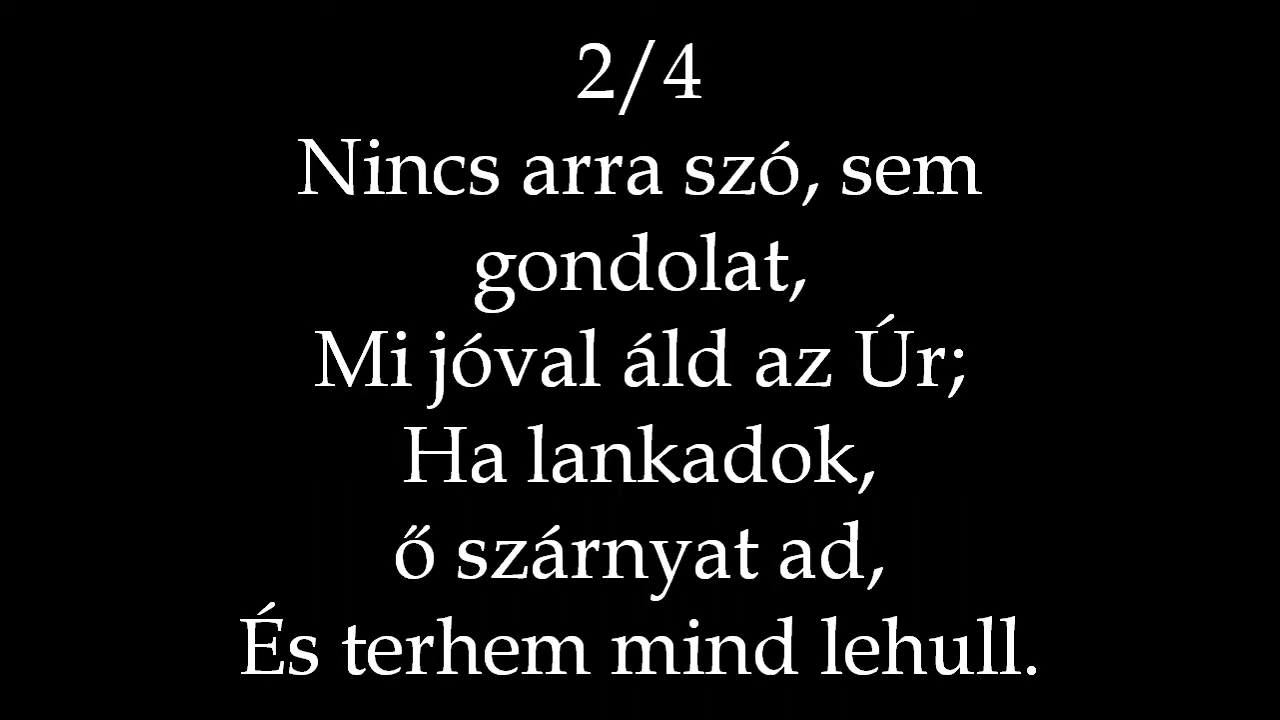 2/4
Nincs arra szó, sem
gondolat,
Mi jóval áld az Úr;
Ha lankadok,
ő szárnyat ad,
És terhem mind lehull.